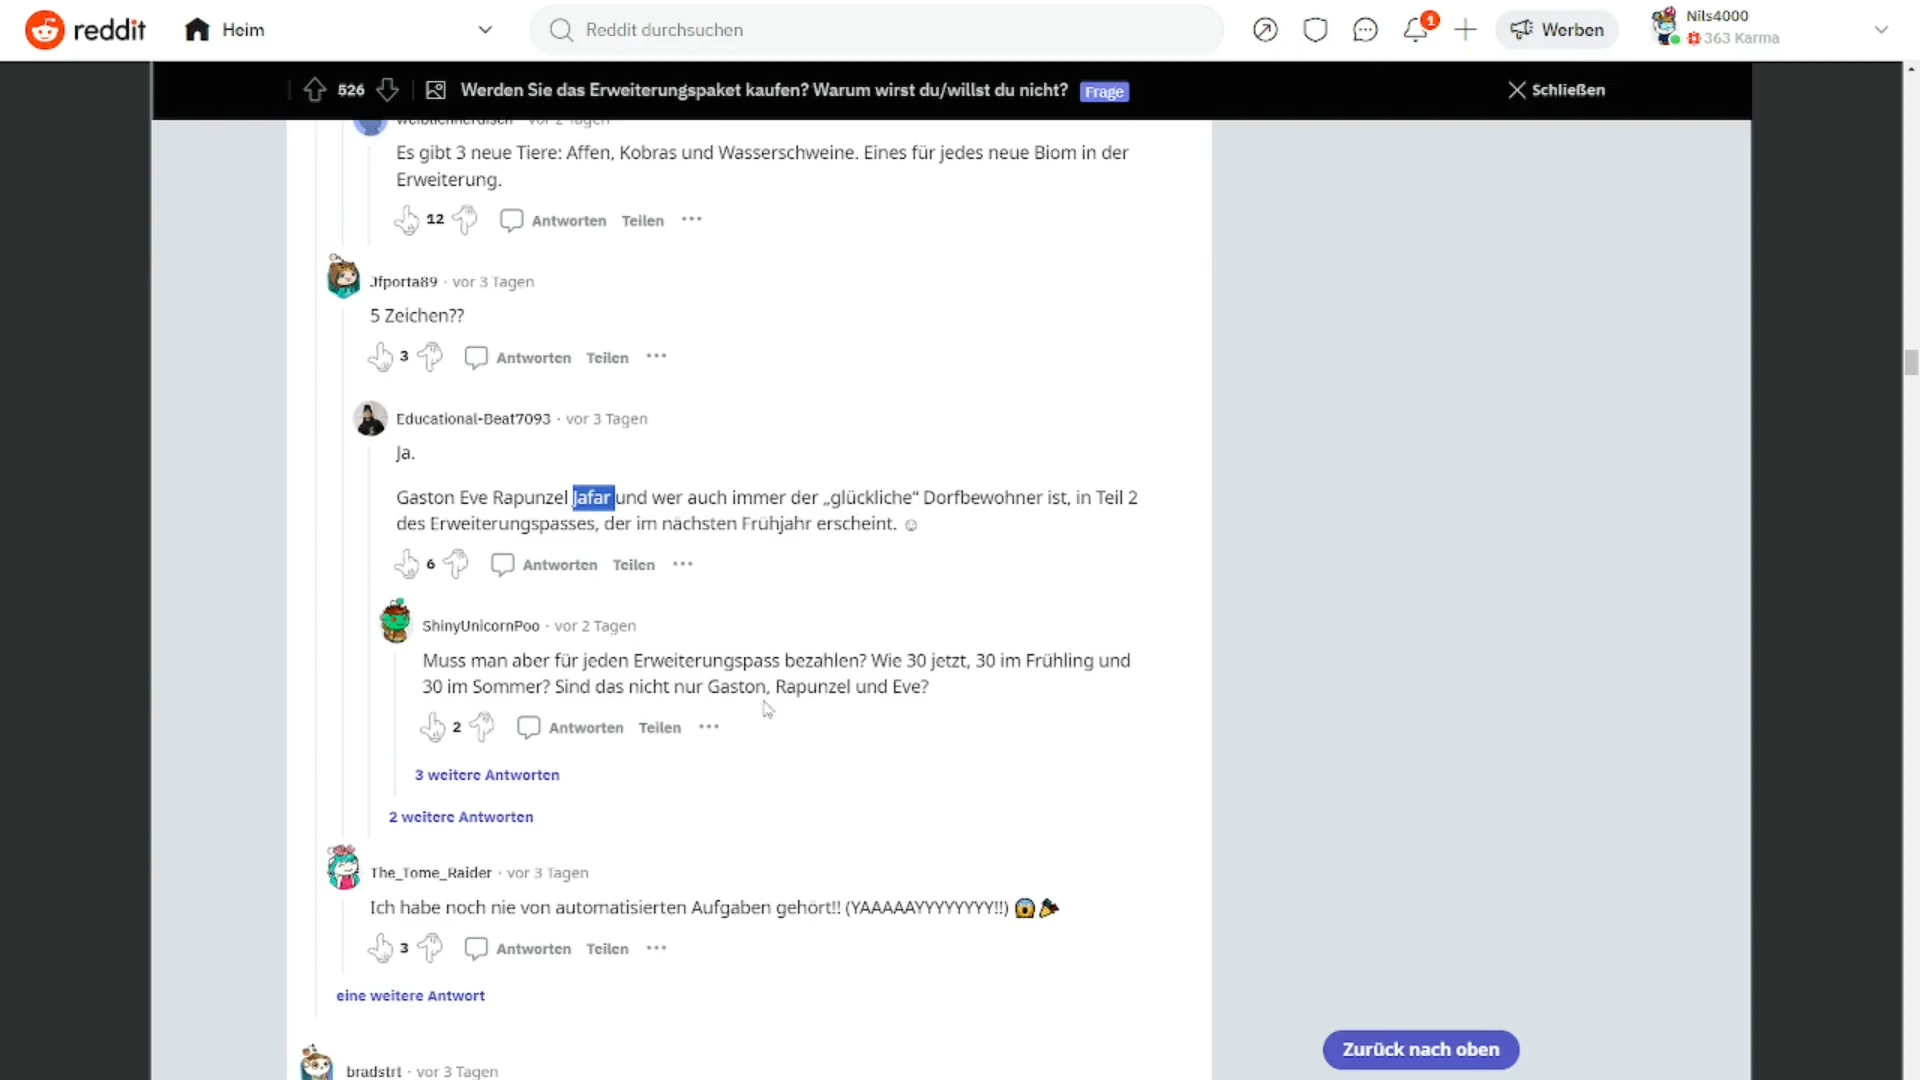 reddit
Heim
Reddit durchsuchen
1
Werben
Nils4000
363 Karma
526
Werden Sie das Erweiterungspaket kaufen? Warum wirst du/willst du nicht?
Frage
Schließen
vor 2 Tagen
Es gibt 3 neue Tiere: Affen, Kobras und Wasserschweine. Eines für jedes neue Biom in der
Erweiterung.
12
Antworten
Teilen
Jfporta89 · vor 3 Tagen
5 Zeichen??
3
Antworten
Teilen
Educational-Beat7093 · vor 3 Tagen
Ja.
Gaston Eve Rapunzel Jafar und wer auch immer der „glückliche“ Dorfbewohner ist, in Teil 2
des Erweiterungspasses, der im nächsten Frühjahr erscheint. ☺
6
Antworten
Teilen
ShinyUnicornPoo · vor 2 Tagen
Muss man aber für jeden Erweiterungspass bezahlen? Wie 30 jetzt, 30 im Frühling und
30 im Sommer? Sind das nicht nur Gaston, Rapunzel und Eve?
2
Antworten
Teilen
3 weitere Antworten
2 weitere Antworten
The_Tome_Raider · vor 3 Tagen
Ich habe noch nie von automatisierten Aufgaben gehört!! (YAAAAAYYYYYYYY!!) 😱🎉
3
Antworten
Teilen
eine weitere Antwort
Zurück nach oben
bradstrt · vor 3 Tagen